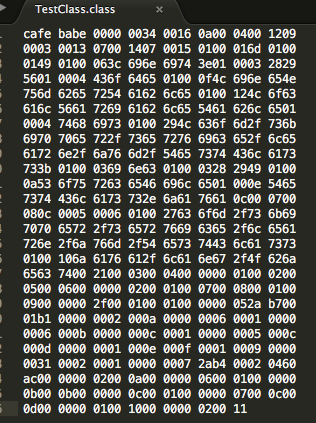 TestClass.class ×
cafe babe 0000 0034 0016 0a00 0400 1209
0003 0013 0700 1407 0015 0100 016d 0100
0149 0100 063c 696e 6974 3e01 0003 2829
5601 0004 436f 6465 0100 0f4c 696e 654e
756d 6265 7254 6162 6c65 0100 124c 6f63
616c 5661 7269 6162 6c65 5461 626c 6501
0004 7468 6973 0100 294c 636f 6d2f 736b
6970 7065 722f 7365 7276 6963 652f 6c65
6172 6e2f 6a76 6d2f 5465 7374 436c 6173
733b 0100 0369 6e63 0100 0328 2949 0100
0a53 6f75 7263 6546 696c 6501 000e 5465
7374 436c 6173 732e 6a61 7661 0c00 0700
080c 0005 0006 0100 2763 6f6d 2f73 6b69
7070 6572 2f73 6572 7669 6365 2f6c 6561
726e 2f6a 766d 2f54 6573 7443 6c61 7373
0100 106a 6176 612f 6c61 6e67 2f4f 626a
6563 7400 2100 0300 0400 0000 0100 0200
0500 0600 0000 0200 0100 0700 0800 0100
0900 0000 2f00 0100 0100 0000 052a b700
01b1 0000 0002 000a 0000 0006 0001 0000
0006 000b 0000 000c 0001 0000 0005 000c
000d 0000 0001 000e 000f 0001 0009 0000
0031 0002 0001 0000 0007 2ab4 0002 0460
ac00 0000 0200 0a00 0000 0600 0100 0000
0b00 0b00 0000 0c00 0100 0000 0700 0c00
0d00 0000 0100 1000 0000 0200 11